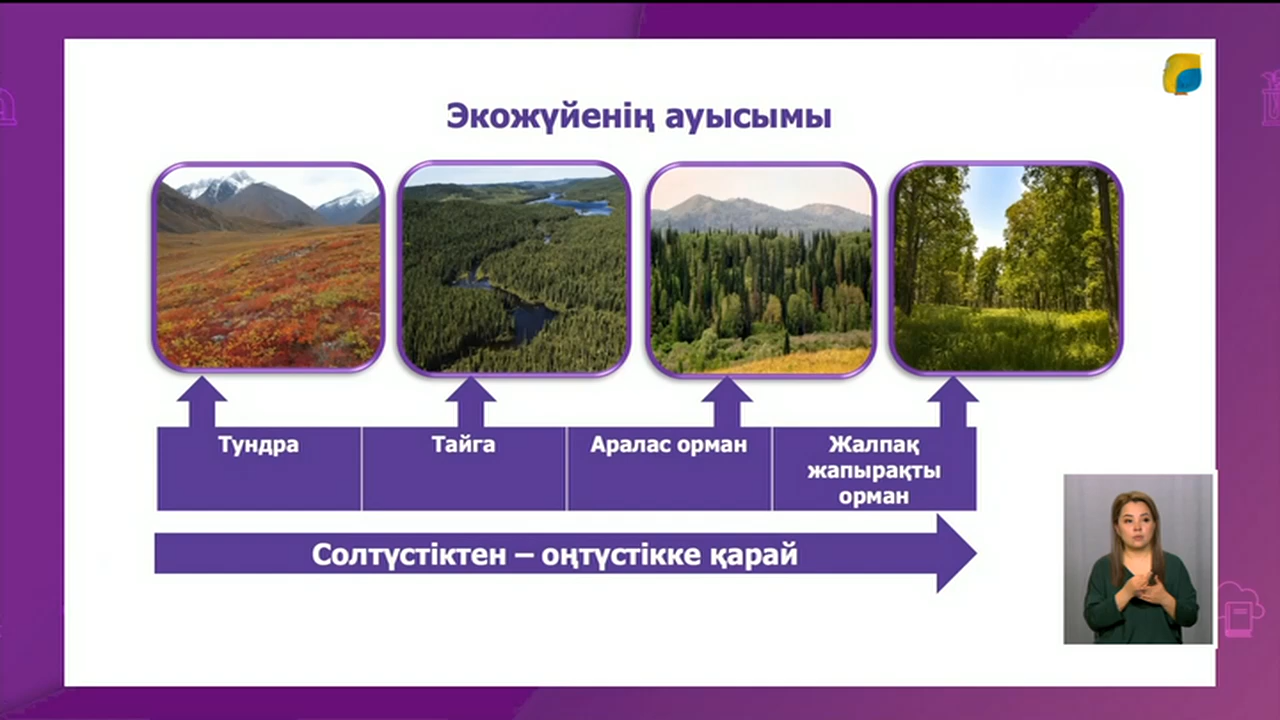 Экожүйенің ауысымы
Тундра
Тайга
Аралас орман
Жалпақ
жапырақты
орман
Солтүстіктен – оңтүстікке қарай